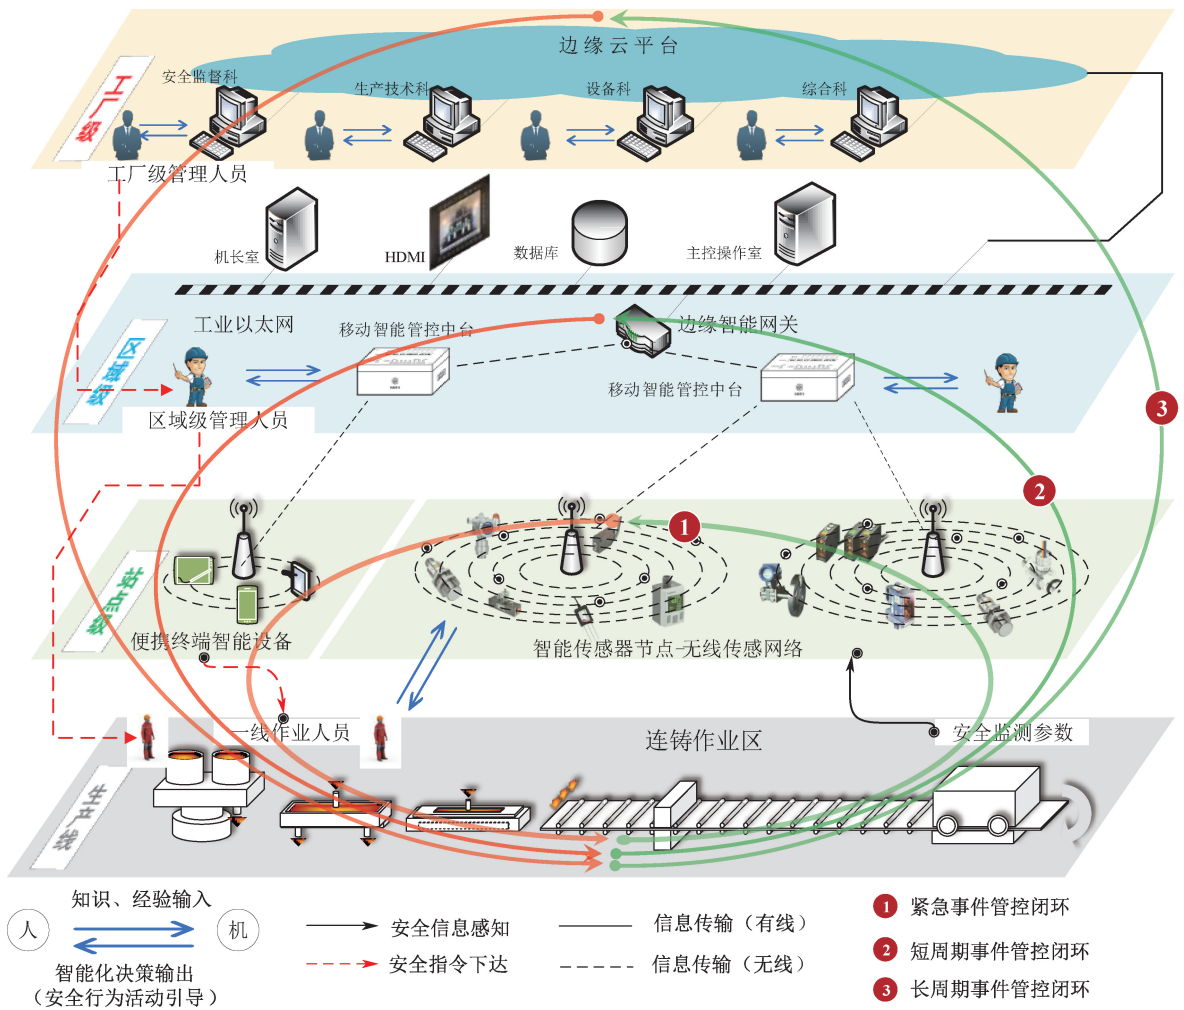 边缘云平台
工厂级
安全监督科
生产技术科
设备科
综合科
工厂级管理人员
机长室
HDMI
数据库
主控操作室
区域级
工业以太网
移动智能管控中台
边缘智能网关
移动智能管控中台
区域级管理人员
3
2
1
站点级
便携终端智能设备
智能传感器节点-无线传感网络
生产线
一线作业人员
连铸作业区
安全监测参数
知识、经验输入
人
机
智能化决策输出
(安全行为活动引导)
安全信息感知
安全指令下达
信息传输(有线)
信息传输(无线)
1 紧急事件管控闭环
2 短周期事件管控闭环
3 长周期事件管控闭环